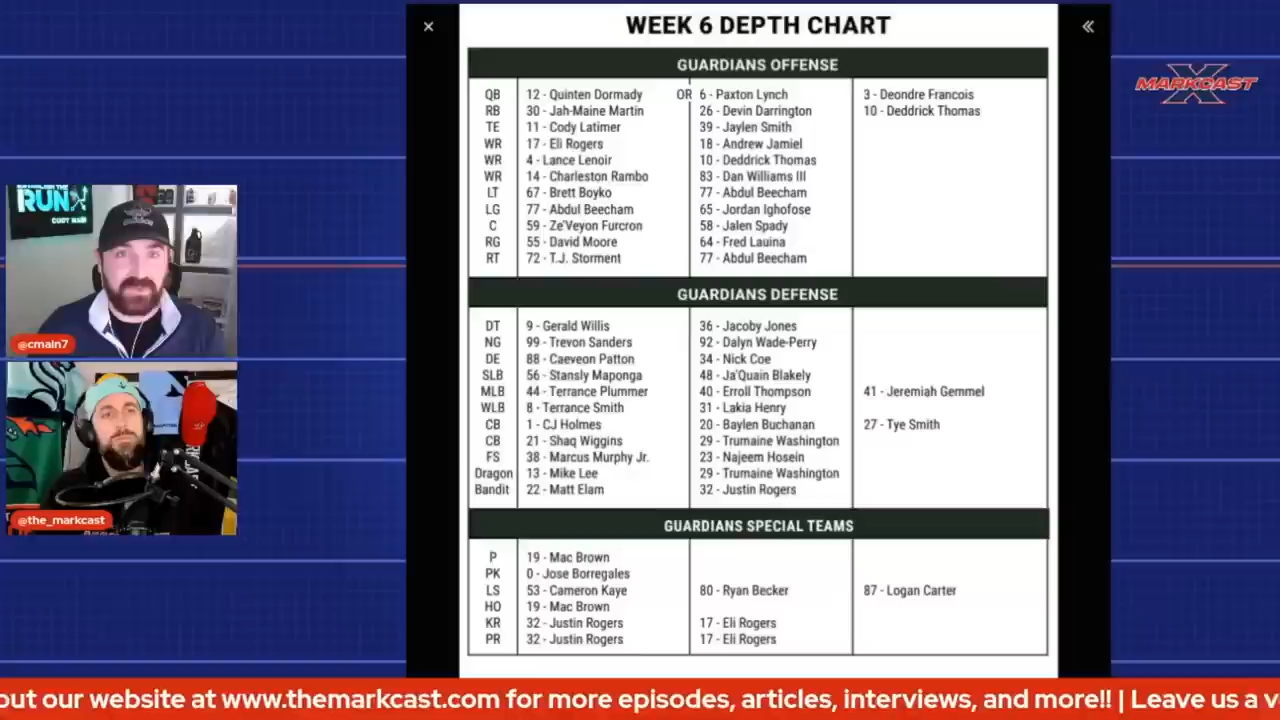 WEEK 6 DEPTH CHART
× «
GUARDIANS OFFENSE
QB 12 - Quinten Dormady OR 6 - Paxton Lynch 3 - Deondre Francois
RB 30 - Jah-Maine Martin 26 - Devin Darrington 10 - Deddrick Thomas
TE 11 - Cody Latimer 39 - Jaylen Smith
WR 17 - Eli Rogers 18 - Andrew Jamiel
WR 4 - Lance Lenoir 10 - Deddrick Thomas
WR 14 - Charleston Rambo 83 - Dan Williams III
LT 67 - Brett Boyko 77 - Abdul Beecham
LG 77 - Abdul Beecham 65 - Jordan Ighofose
C 59 - Ze'Veyon Furcron 58 - Jalen Spady
RG 55 - David Moore 64 - Fred Lauina
RT 72 - T.J. Storment 77 - Abdul Beecham
GUARDIANS DEFENSE
DT 9 - Gerald Willis 36 - Jacoby Jones
NG 99 - Trevon Sanders 92 - Dalyn Wade-Perry
DE 88 - Caeveon Patton 34 - Nick Coe
SLB 56 - Stansly Maponga 48 - Ja'Quain Blakely
MLB 44 - Terrance Plummer 40 - Erroll Thompson 41 - Jeremiah Gemmel
WLB 8 - Terrance Smith 31 - Lakia Henry
CB 1 - CJ Holmes 20 - Baylen Buchanan 27 - Tye Smith
CB 21 - Shaq Wiggins 29 - Trumaine Washington
FS 38 - Marcus Murphy Jr. 23 - Najeem Hosein
Dragon 13 - Mike Lee 29 - Trumaine Washington
Bandit 22 - Matt Elam 32 - Justin Rogers
GUARDIANS SPECIAL TEAMS
P 19 - Mac Brown
PK 0 - Jose Borregales
LS 53 - Cameron Kaye 80 - Ryan Becker 87 - Logan Carter
HO 19 - Mac Brown
KR 32 - Justin Rogers 17 - Eli Rogers
PR 32 - Justin Rogers 17 - Eli Rogers
MARKCAST
RUN
CODY MAIN
@cmain7
@the_markcast
out our website at www.themarkcast.com for more episodes, articles, interviews, and more!! | Leave us a v